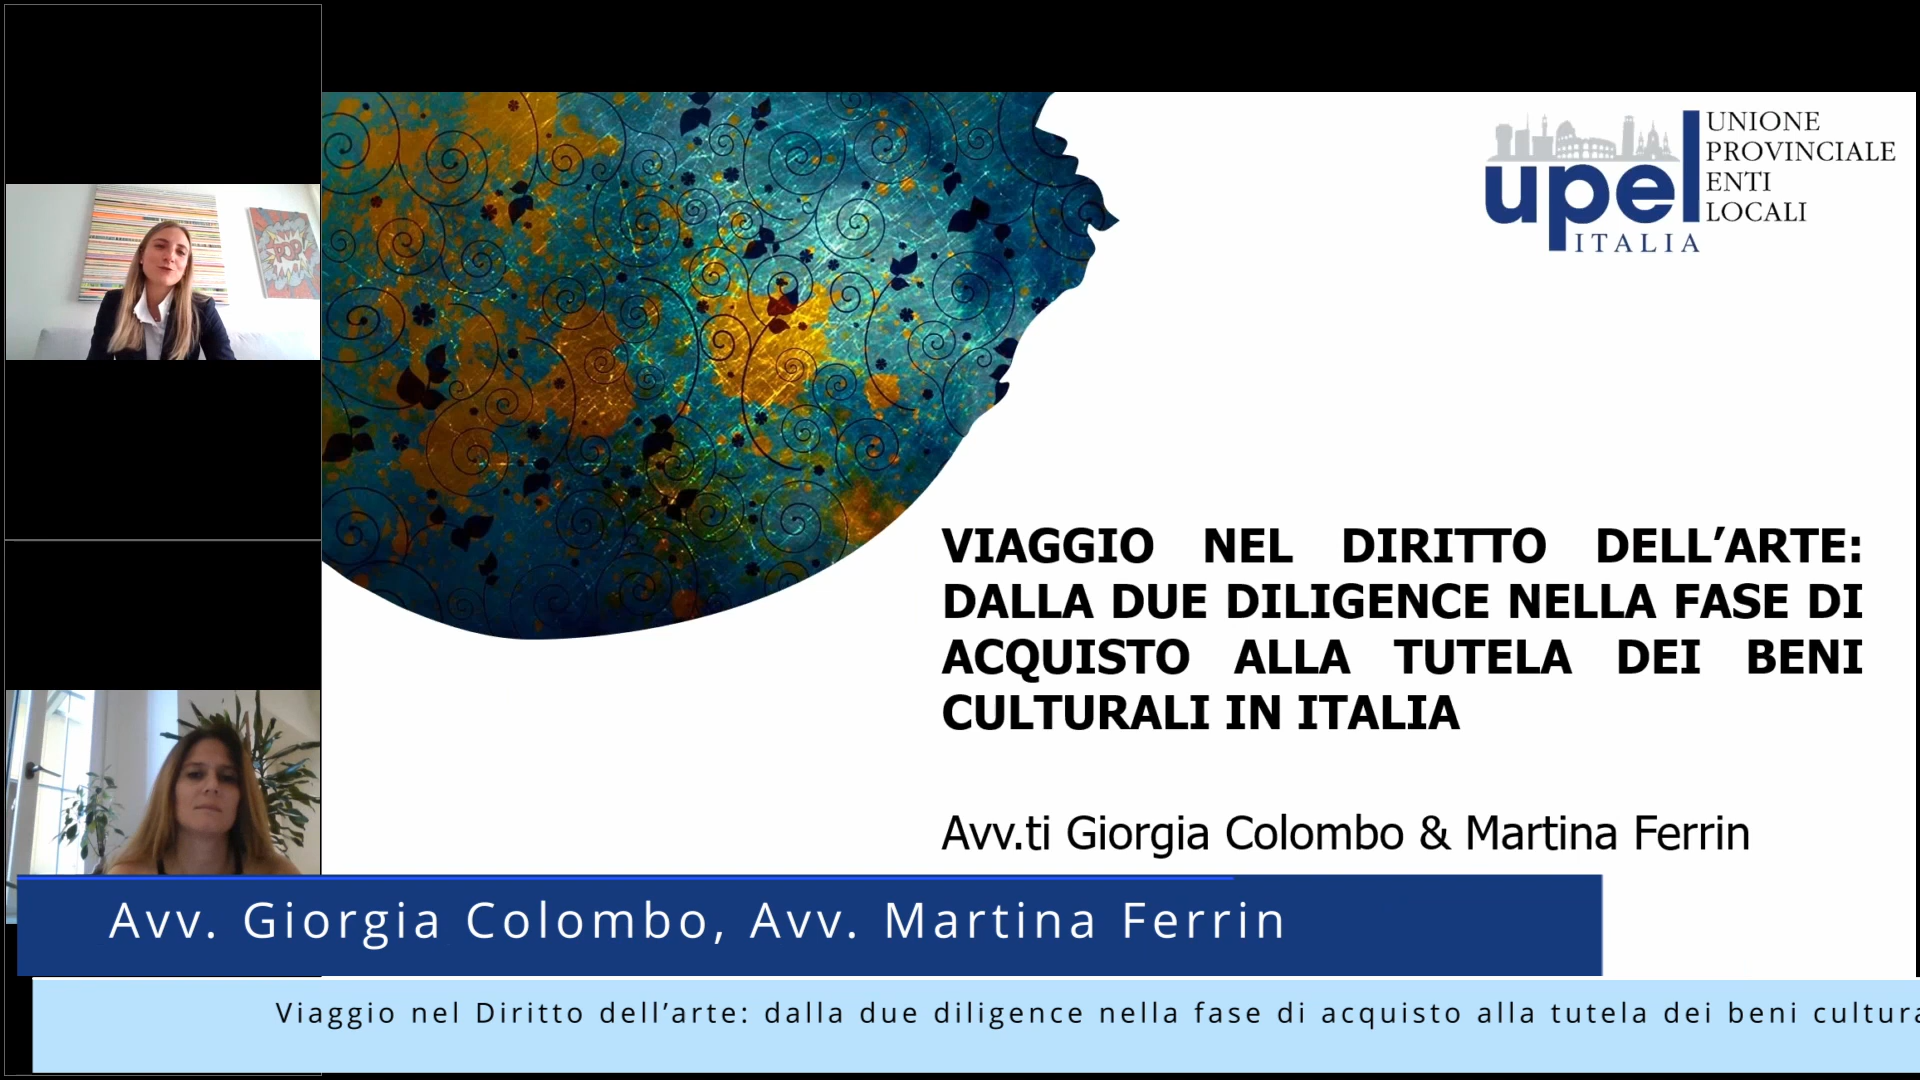 POP
UNIONE
PROVINCIALE
ENTI
LOCALI
upel
ITALIA
VIAGGIO NEL DIRITTO DELL’ARTE:
DALLA DUE DILIGENCE NELLA FASE DI
ACQUISTO ALLA TUTELA DEI BENI
CULTURALI IN ITALIA
Avv.ti Giorgia Colombo & Martina Ferrin
Avv. Giorgia Colombo, Avv. Martina Ferrin
Viaggio nel Diritto dell’arte: dalla due diligence nella fase di acquisto alla tutela dei beni cultura